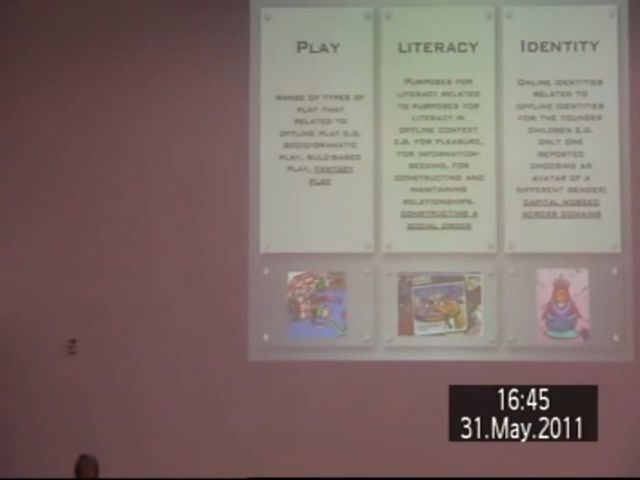 PLAY
RANGE OF TYPES OF
PLAY THAT
RELATED TO
OFFLINE PLAY E.G.
SOCIO-DRAMATIC
PLAY, RULE-BASED
PLAY, FANTASY
PLAY
LITERACY
PURPOSES FOR
LITERACY RELATED
TO PURPOSES FOR
LITERACY IN
OFFLINE CONTEXT
E.G. FOR PLEASURE,
FOR INFORMATION-
SEEKING, FOR
CONSTRUCTING AND
MAINTAINING
RELATIONSHIPS,
CONSTRUCTING A
SOCIAL ORDER
IDENTITY
ONLINE IDENTITIES
RELATED TO
OFFLINE IDENTITIES
FOR THE YOUNGER
CHILDREN E.G.
ONLY ONE
REPORTED
CHOOSING AN
AVATAR OF A
DIFFERENT GENDER;
CAPITAL WORKED
ACROSS DOMAINS
16:45
31.May.2011